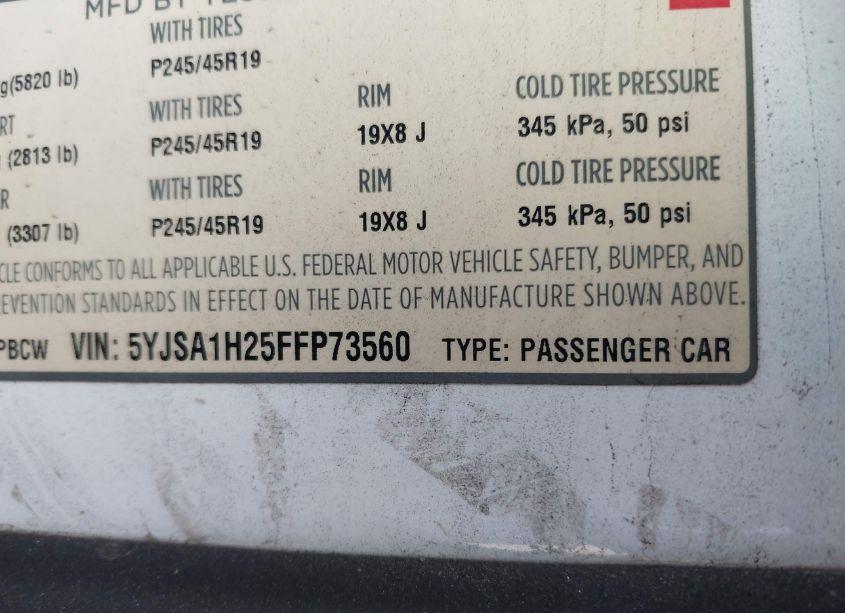 MFD BY
WITH TIRES
g(5820 lb) P245/45R19
RT WITH TIRES RIM COLD TIRE PRESSURE
(2813 lb) P245/45R19 19X8 J 345 kPa, 50 psi
R WITH TIRES RIM COLD TIRE PRESSURE
(3307 lb) P245/45R19 19X8 J 345 kPa, 50 psi
CLE CONFORMS TO ALL APPLICABLE U.S. FEDERAL MOTOR VEHICLE SAFETY, BUMPER, AND
EVENTION STANDARDS IN EFFECT ON THE DATE OF MANUFACTURE SHOWN ABOVE.
PBCW VIN: 5YJSA1H25FFP73560 TYPE: PASSENGER CAR